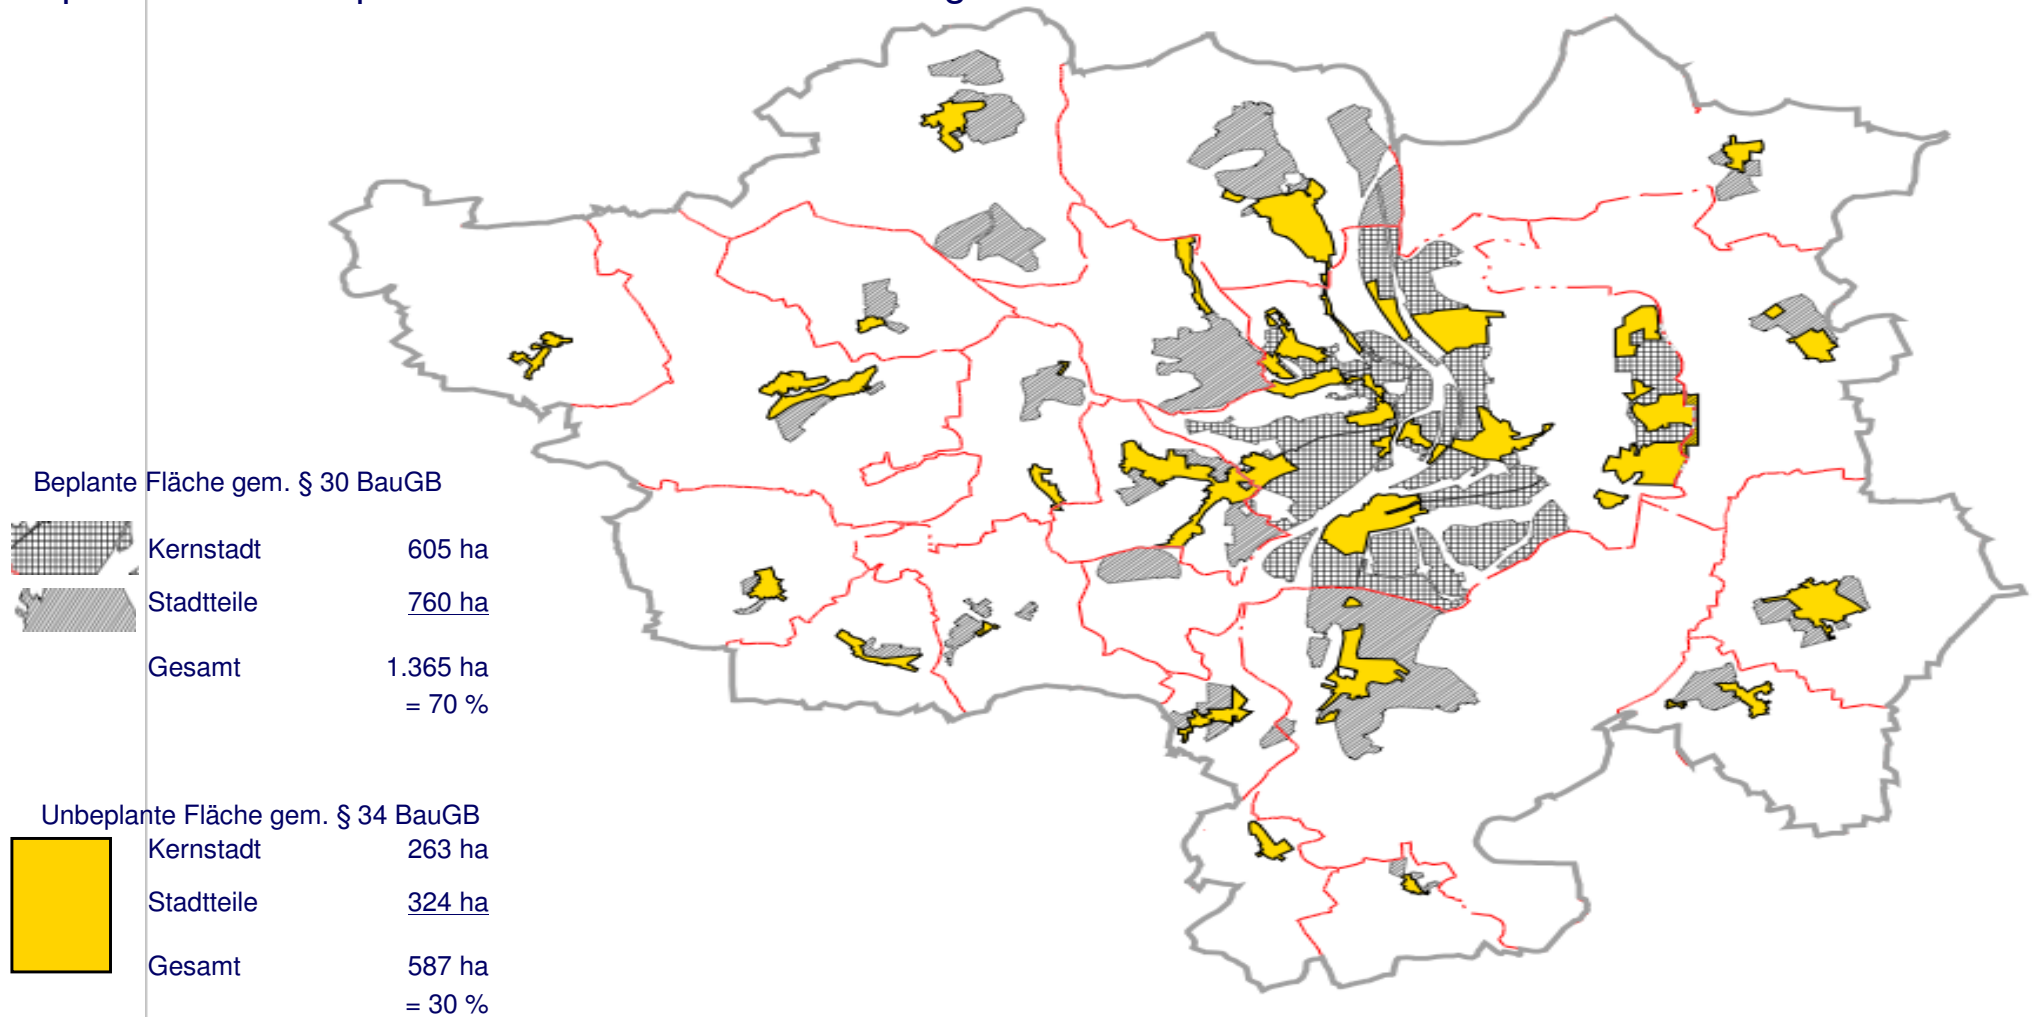 Beplante Fläche gem. § 30 BauGB
Kernstadt 605 ha
Stadtteile 760 ha
Gesamt 1.365 ha
= 70 %
Unbeplante Fläche gem. § 34 BauGB
Kernstadt 263 ha
Stadtteile 324 ha
Gesamt 587 ha
= 30 %